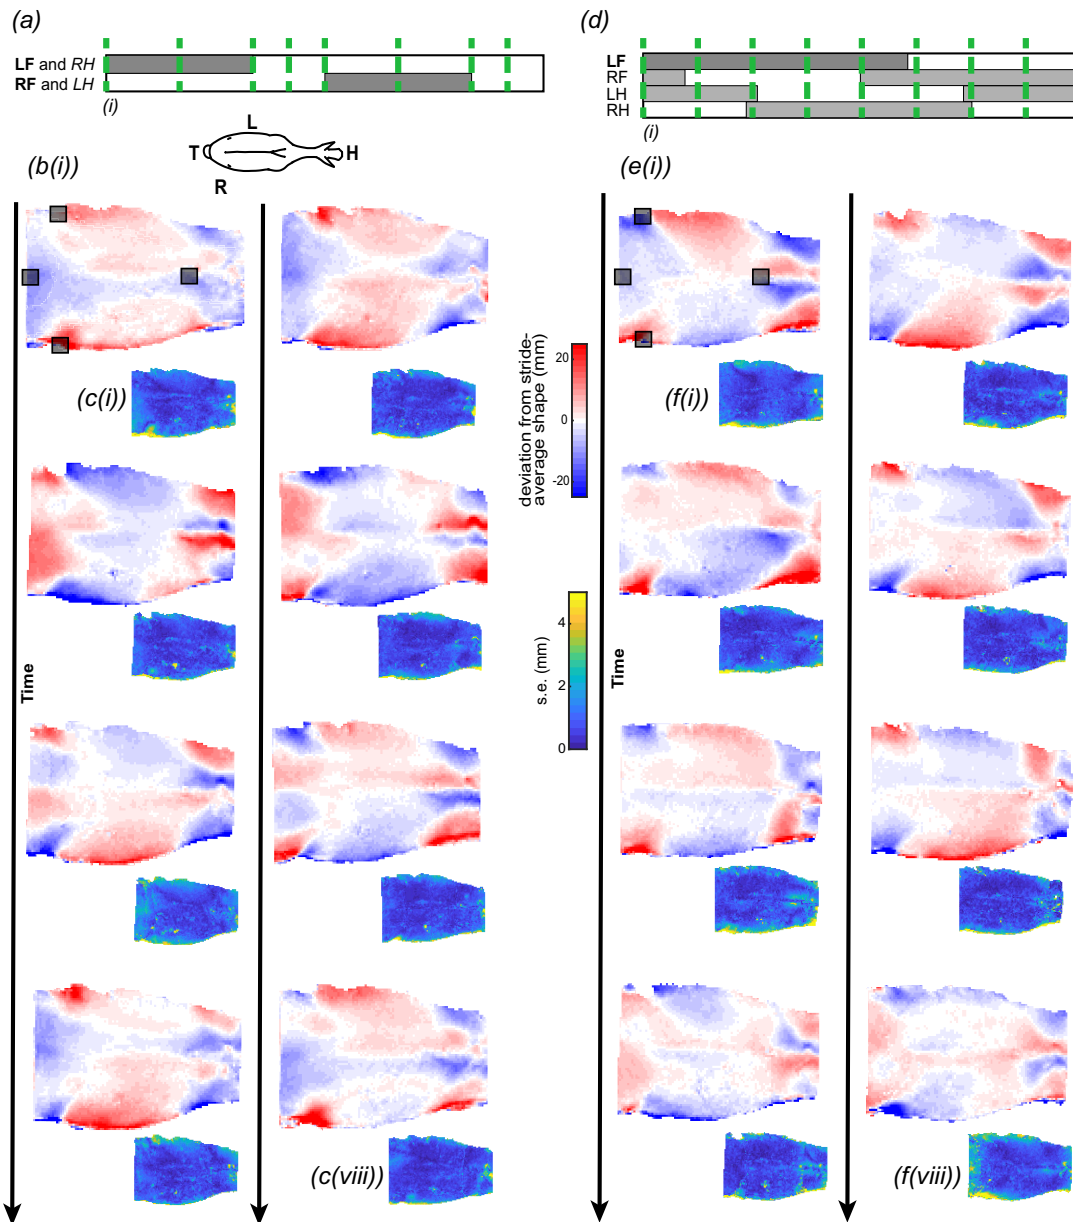 (a)
LF and RH
RF and LH
(i)
(d)
LF
RF
LH
RH
(i)
L
T
H
R
(b(i))
(e(i))
deviation from stride-
average shape (mm)
20
0
-20
(c(i))
(f(i))
s.e. (mm)
4
2
0
Time
Time
(c(viii))
(f(viii))